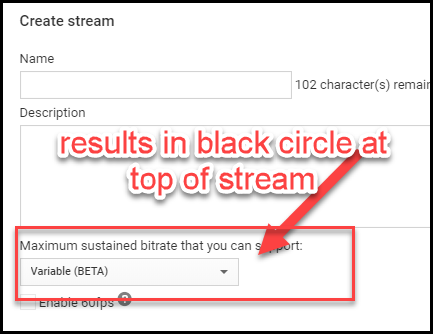 Create stream
Name
102 character(s) remai
Description
results in black circle at
top of stream
Maximum sustained bitrate that you can support:
Variable (BETA)
Enable 60fps ?